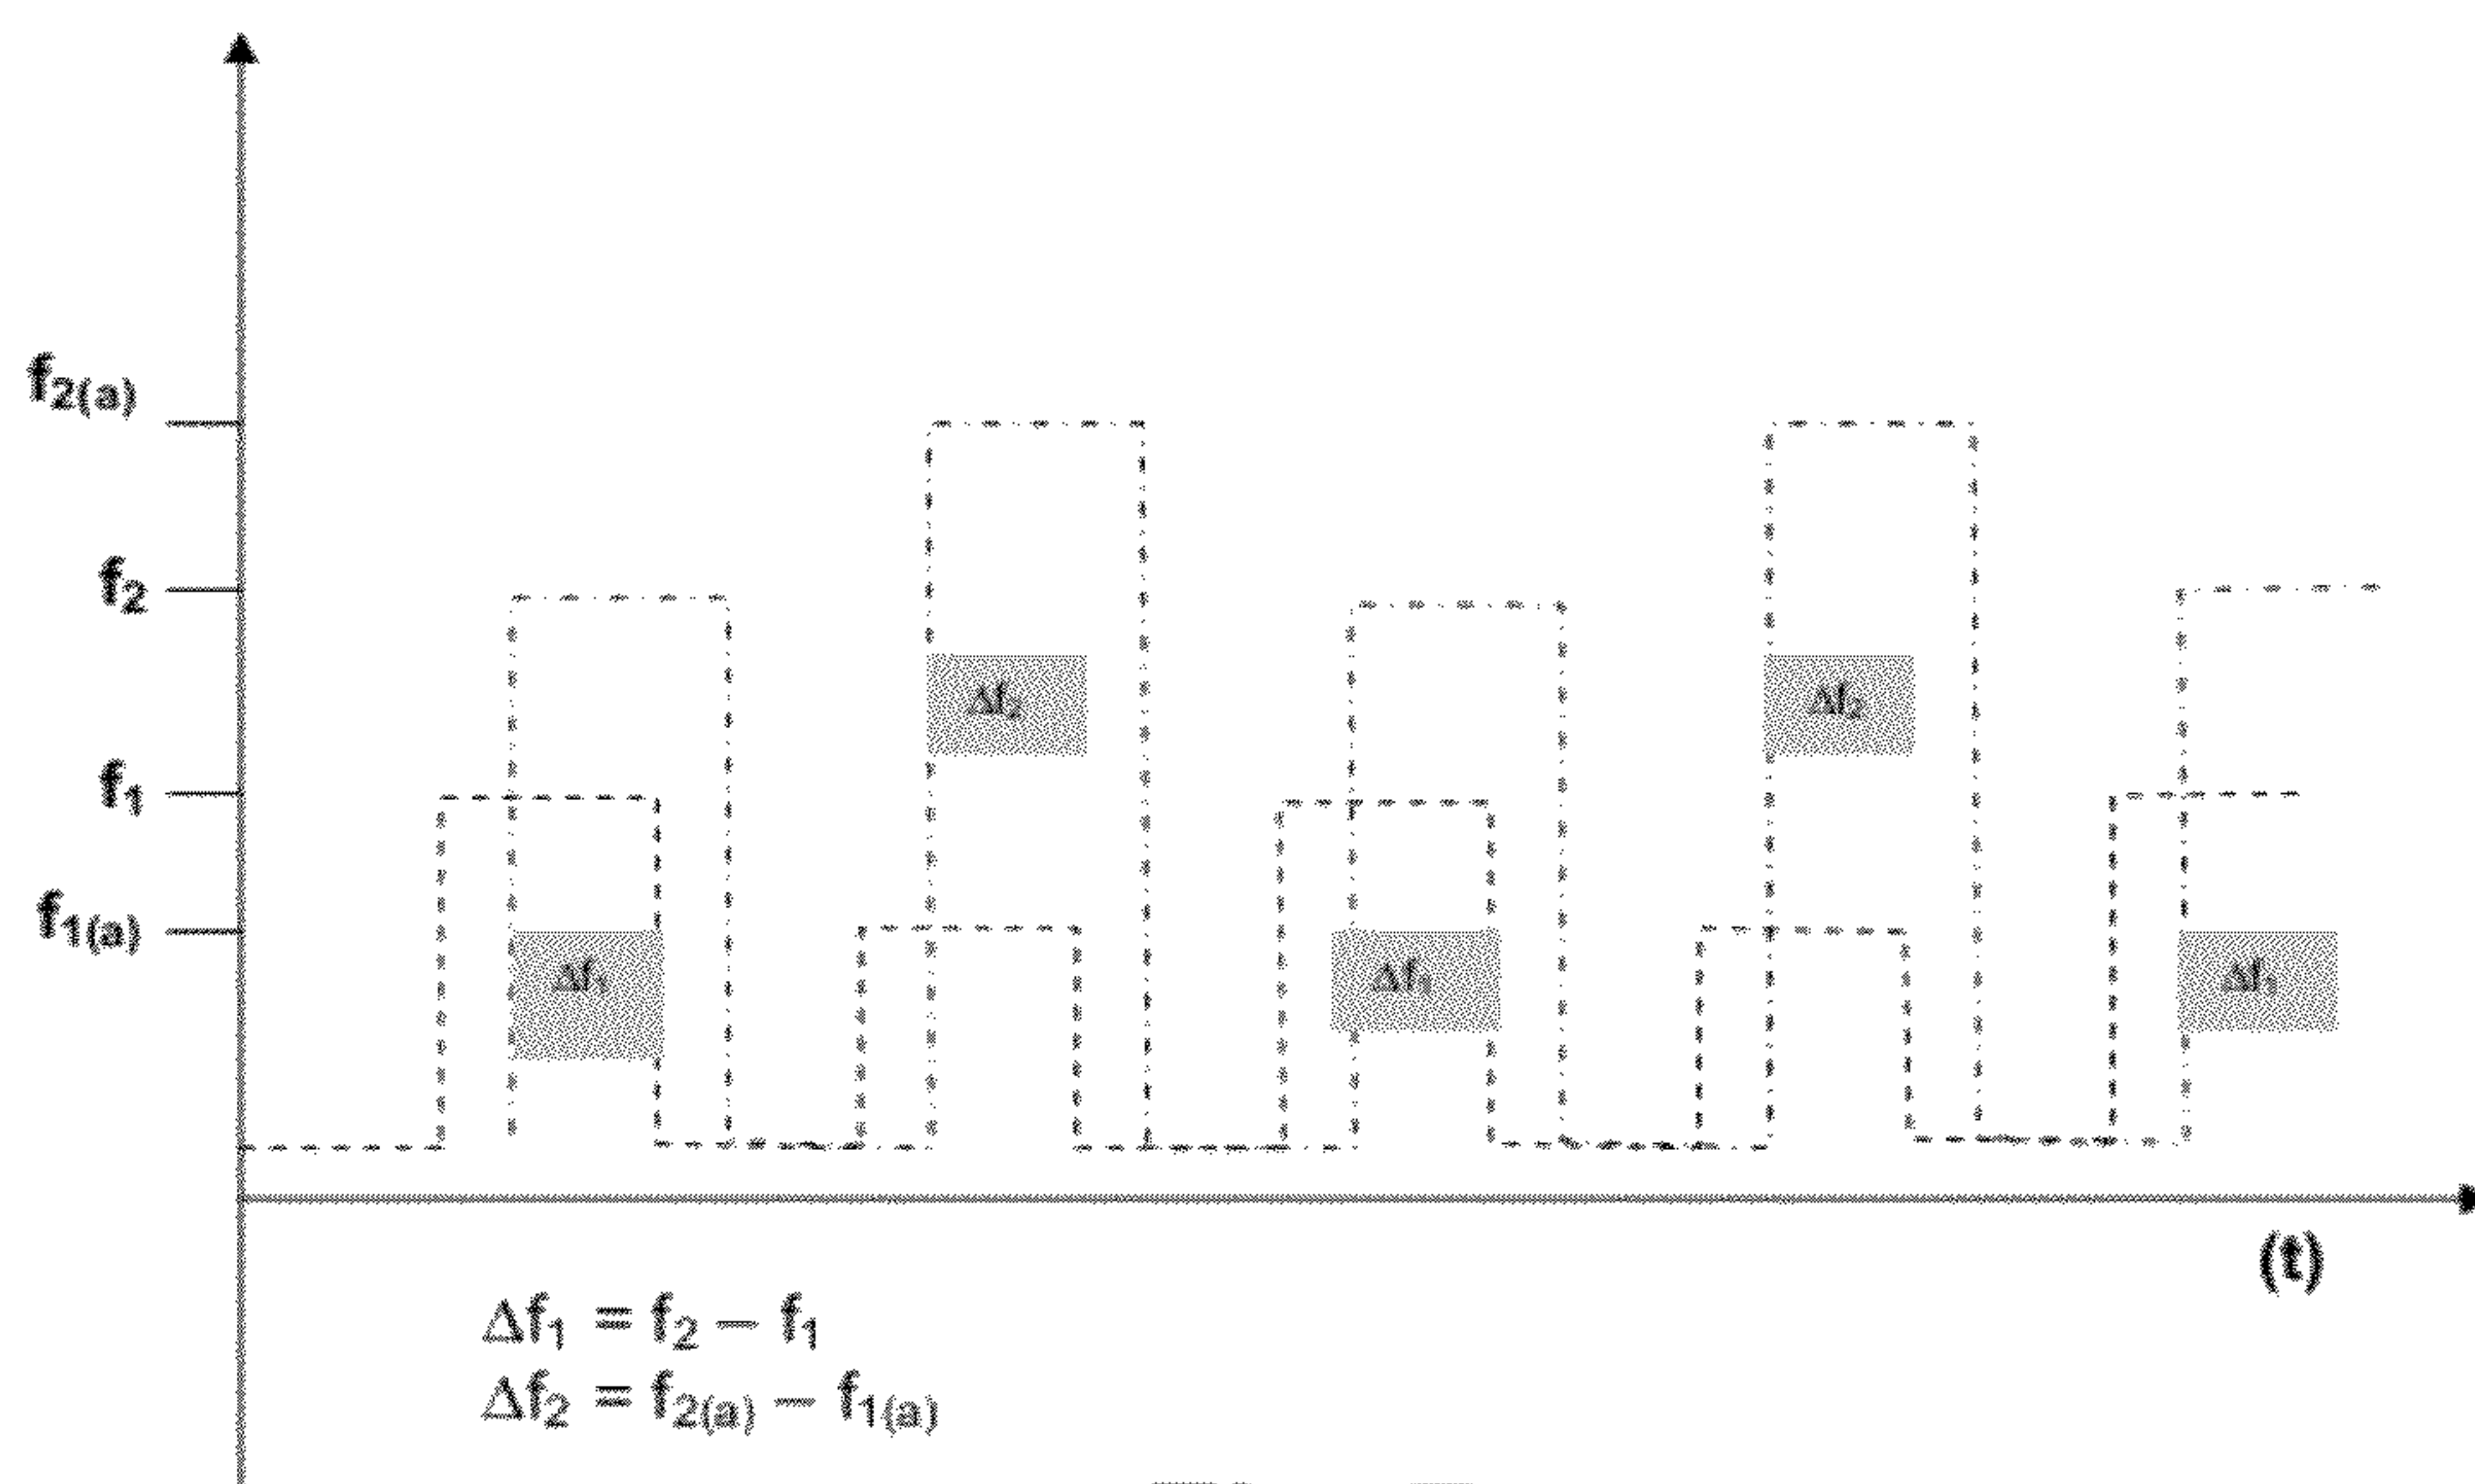 f2(a)
f2
Δf2 Δf2
f1
f1(a)
Δf1 Δf1 Δf1
(t)
Δf1 = f2 – f1
Δf2 = f2(a) – f1(a)